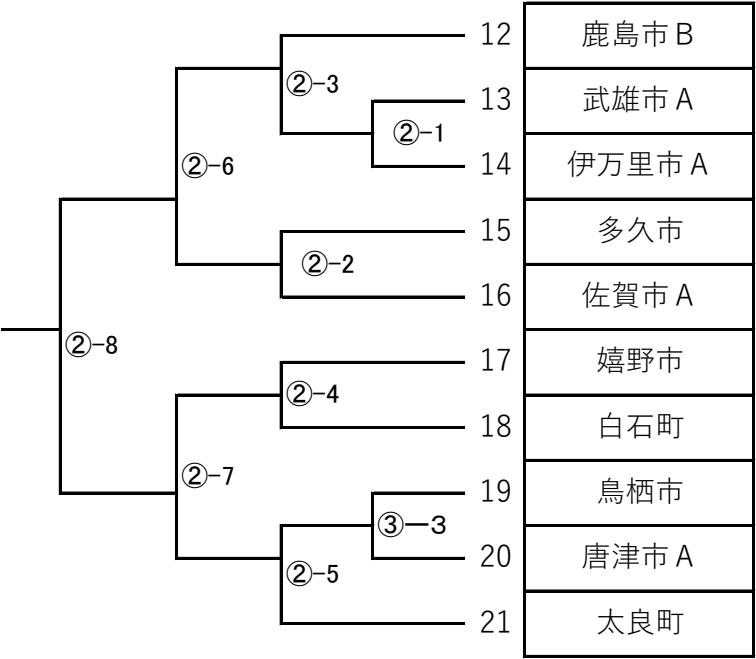 12 鹿島市B
②-3
13 武雄市A
②-1
14 伊万里市A
②-6
15 多久市
②-2
16 佐賀市A
②-8
17 嬉野市
②-4
18 白石町
②-7
19 鳥栖市
③ー３
20 唐津市A
②-5
21 太良町